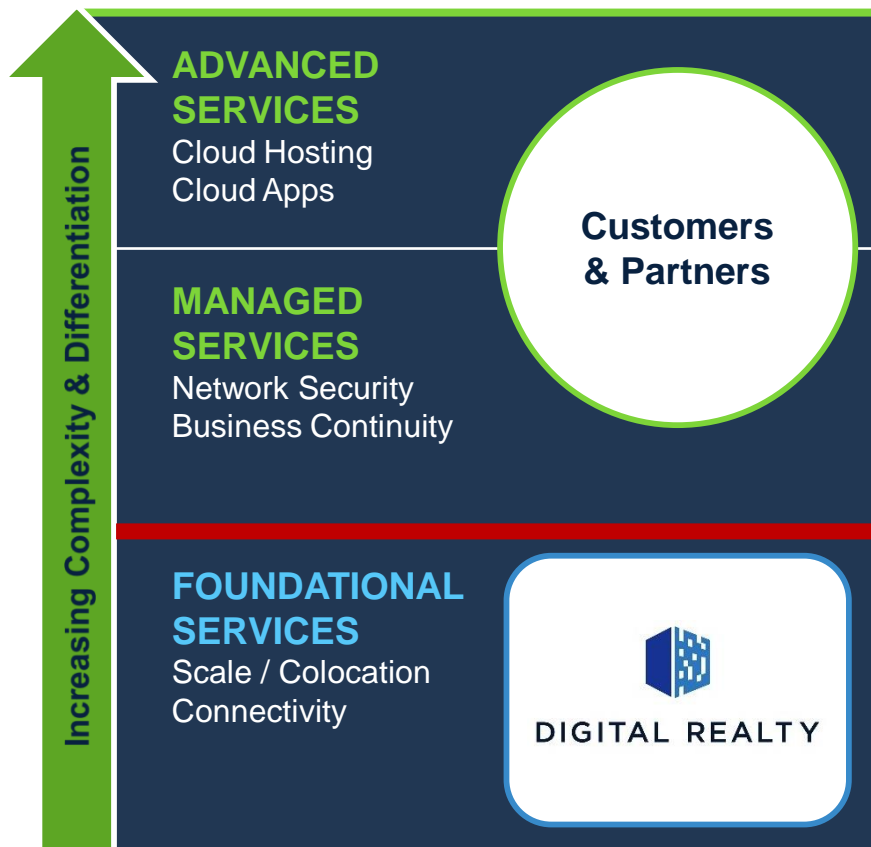 ADVANCED
SERVICES
Cloud Hosting
Cloud Apps
Customers
& Partners
MANAGED
SERVICES
Network Security
Business Continuity
FOUNDATIONAL
SERVICES
Scale / Colocation
Connectivity
DIGITAL REALTY
Increasing Complexity & Differentiation